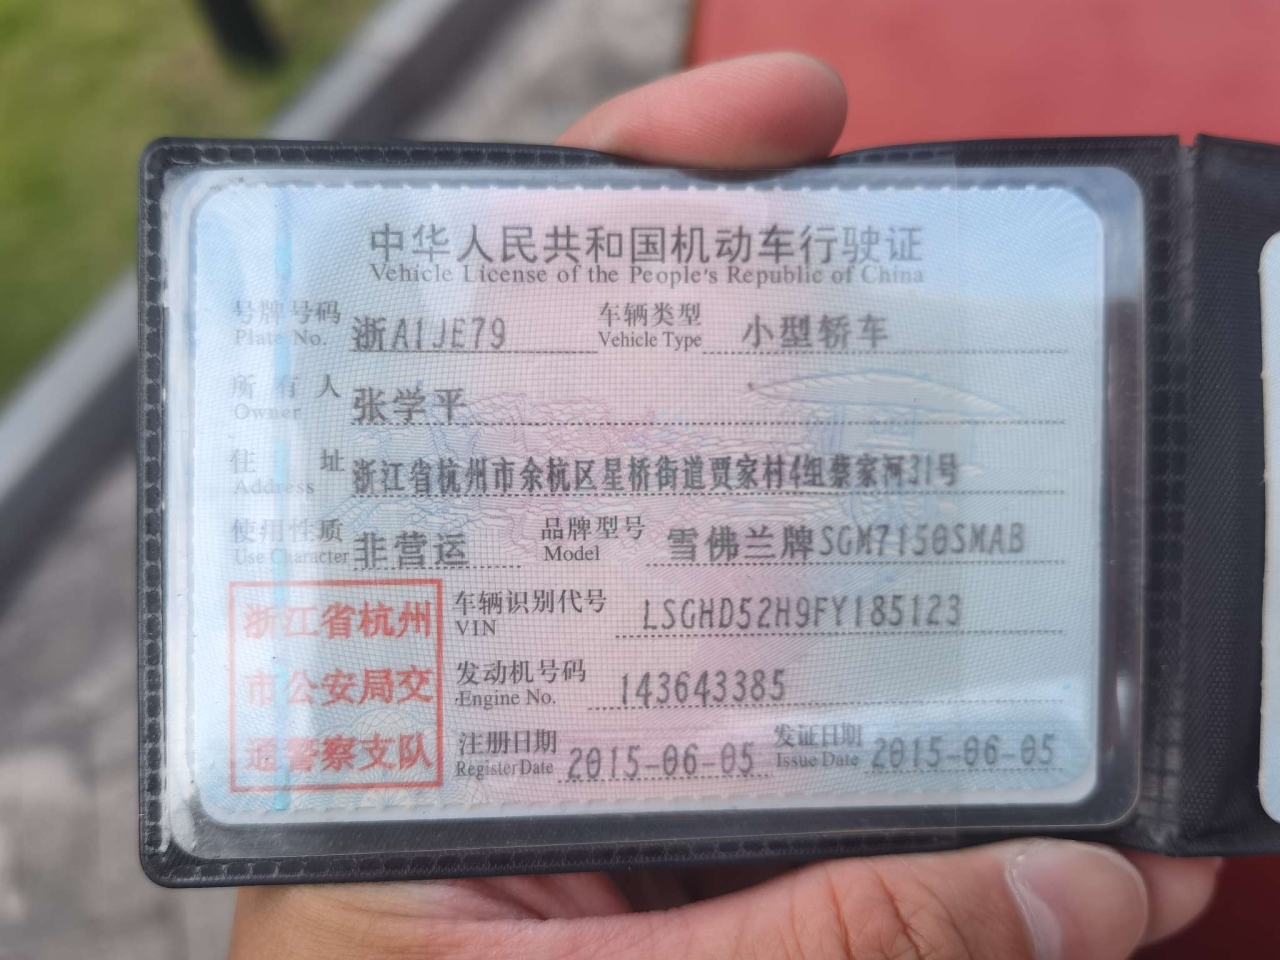 中华人民共和国机动车行驶证
Vehicle License of the People's Republic of China
号牌号码 浙A1JE79 车辆类型 小型轿车
Plate No. Vehicle Type
所有人 张学平
Owner
住址 浙江省杭州市余杭区星桥街道贾家村4组蔡家河31号
Address
使用性质 非营运 品牌型号 雪佛兰牌SGM7150SMAB
Use Character Model
浙江省杭州
市公安局交
通警察支队
车辆识别代号 LSGHD52H9FY185123
VIN
发动机号码 143643385
Engine No.
注册日期 2015-06-05 发证日期 2015-06-05
Register Date Issue Date